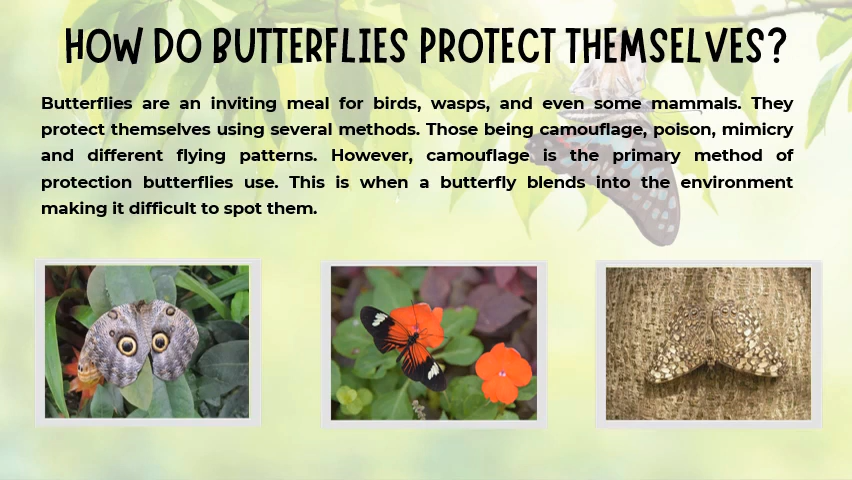 HOW DO BUTTERFLIES PROTECT THEMSELVES?
Butterflies are an inviting meal for birds, wasps, and even some mammals. They
protect themselves using several methods. Those being camouflage, poison, mimicry
and different flying patterns. However, camouflage is the primary method of
protection butterflies use. This is when a butterfly blends into the environment
making it difficult to spot them.